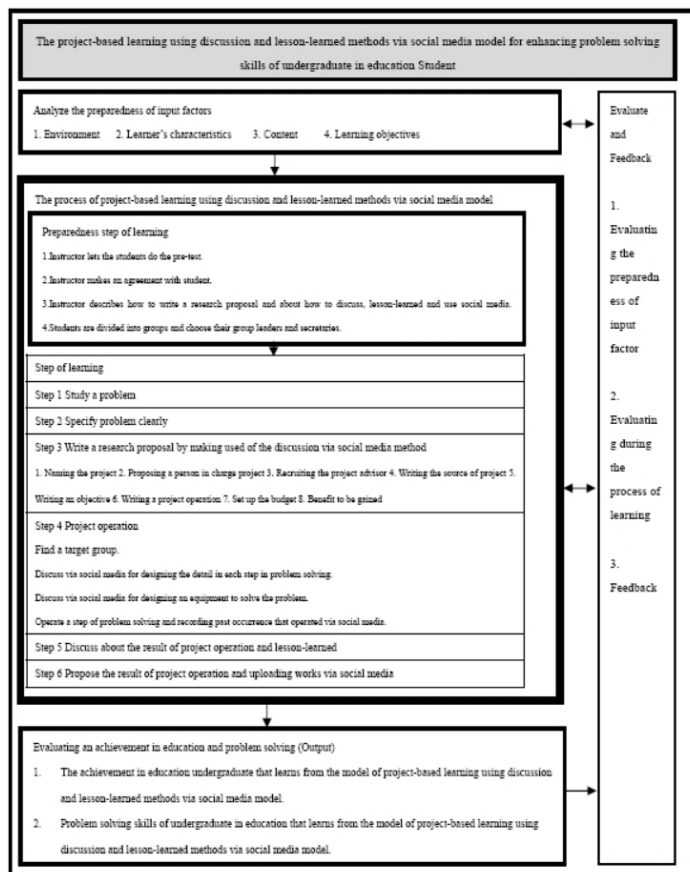 The project-based learning using discussion and lesson-learned methods via social media model for enhancing problem solving
skills of undergraduate in education Student
Analyze the preparedness of input factors
1. Environment 2. Learner's characteristics 3. Content 4. Learning objectives
The process of project-based learning using discussion and lesson-learned methods via social media model
Preparedness step of learning
1.Instructor lets the students do the pre-test.
2.Instructor makes an agreement with student.
3.Instructor describes how to write a research proposal and about how to discuss, lesson-learned and use social media.
4.Students are divided into groups and choose their group leaders and secretaries.
Step of learning
Step 1 Study a problem
Step 2 Specify problem clearly
Step 3 Write a research proposal by making used of the discussion via social media method
1. Naming the project 2. Proposing a person in charge project 3. Recruiting the project advisor 4. Writing the source of project 5.
Writing an objective 6. Writing a project operation 7. Set up the budget 8. Benefit to be gained
Step 4 Project operation
Find a target group.
Discuss via social media for designing the detail in each step in problem solving.
Discuss via social media for designing an equipment to solve the problem.
Operate a step of problem solving and recording past occurrence that operated via social media.
Step 5 Discuss about the result of project operation and lesson-learned
Step 6 Propose the result of project operation and uploading works via social media
Evaluating an achievement in education and problem solving (Output)
1. The achievement in education undergraduate that learns from the model of project-based learning using discussion
and lesson-learned methods via social media model.
2. Problem solving skills of undergraduate in education that learns from the model of project-based learning using
discussion and lesson-learned methods via social media model.
Evaluate
and
Feedback
1.
Evaluatin
g the
preparedn
ess of
input
factor
2.
Evaluatin
g during
the
process of
learning
3.
Feedback